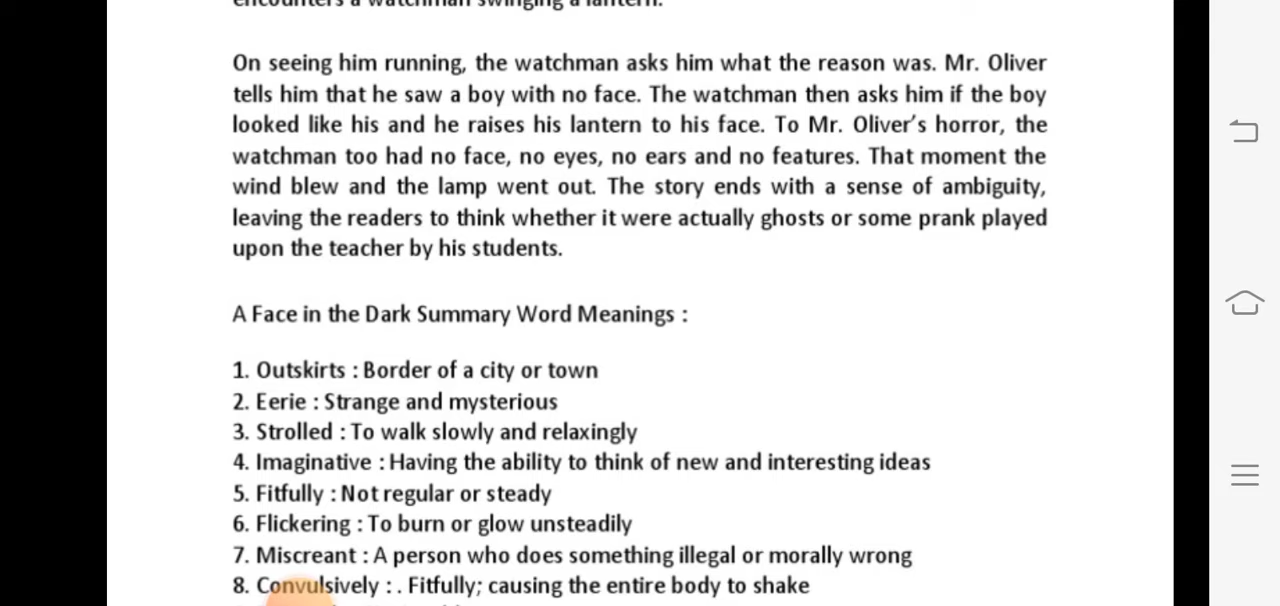 encounters a watchman swinging a lantern.
On seeing him running, the watchman asks him what the reason was. Mr. Oliver
tells him that he saw a boy with no face. The watchman then asks him if the boy
looked like his and he raises his lantern to his face. To Mr. Oliver’s horror, the
watchman too had no face, no eyes, no ears and no features. That moment the
wind blew and the lamp went out. The story ends with a sense of ambiguity,
leaving the readers to think whether it were actually ghosts or some prank played
upon the teacher by his students.
A Face in the Dark Summary Word Meanings :
1. Outskirts : Border of a city or town
2. Eerie : Strange and mysterious
3. Strolled : To walk slowly and relaxingly
4. Imaginative : Having the ability to think of new and interesting ideas
5. Fitfully : Not regular or steady
6. Flickering : To burn or glow unsteadily
7. Miscreant : A person who does something illegal or morally wrong
8. Convulsively : . Fitfully; causing the entire body to shake